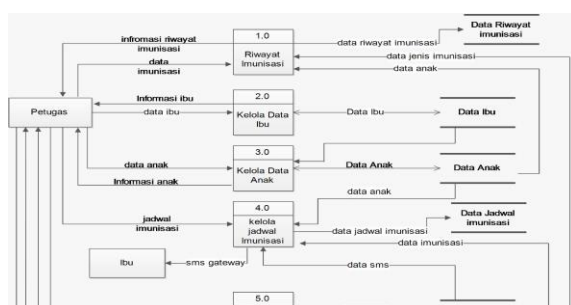 1.0
Riwayat
Imunisasi
infromasi riwayat
imunisasi
data
imunisasi
data riwayat imunisasi
Data Riwayat
imunisasi
data jenis imunisasi
data anak
Petugas
2.0
Kelola Data
Ibu
Informasi ibu
data ibu
Data Ibu
Data Ibu
3.0
Kelola Data
Anak
data anak
Informasi anak
Data Anak
Data Anak
data anak
4.0
kelola
jadwal
Imunisasi
jadwal
imunisasi
data jadwal imunisasi
Data Jadwal
imunisasi
data imunisasi
Ibu
sms gateway
data sms
5.0